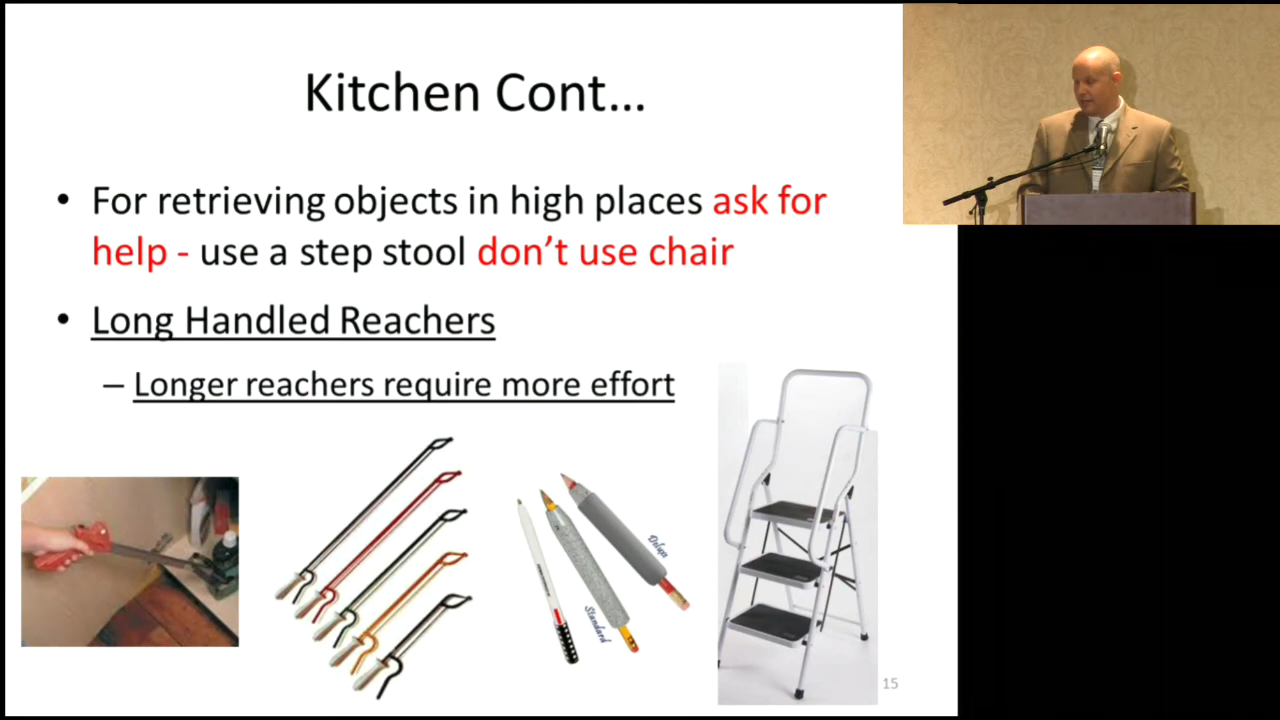 Kitchen Cont…
• For retrieving objects in high places ask for
help - use a step stool don’t use chair
• Long Handled Reachers
– Longer reachers require more effort
Deluxe
Standard
15